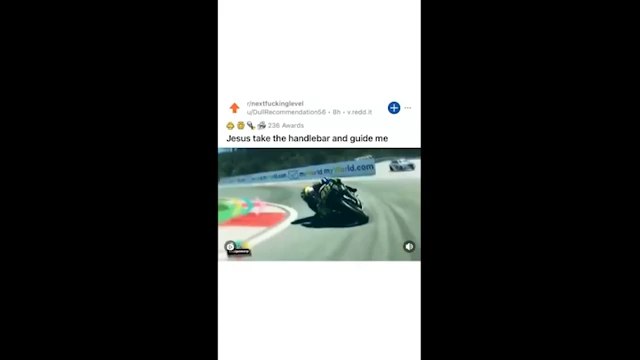 r/nextfuckinglevel
u/DullRecommendation56 • 8h • v.redd.it
236 Awards
Jesus take the handlebar and guide me